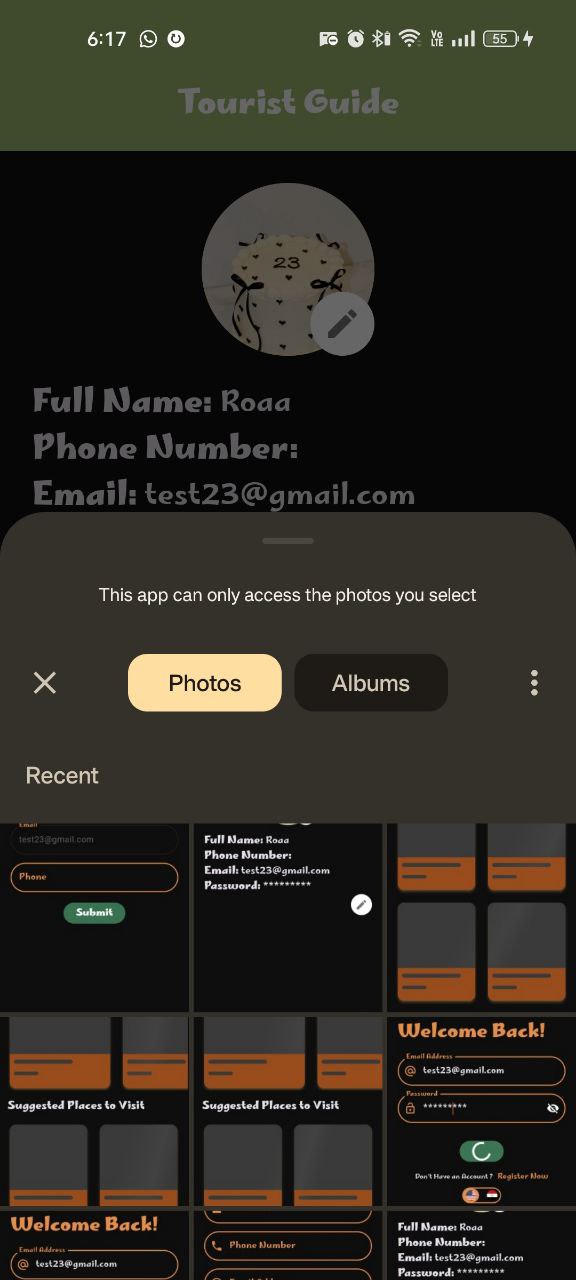 6:17 VoLTE 55
Tourist Guide
23
Full Name: Roaa
Phone Number:
Email: test23@gmail.com
This app can only access the photos you select
Photos Albums
Recent
Email
test23@gmail.com
Phone
Submit
Full Name: Roaa
Phone Number:
Email: test23@gmail.com
Password: *********
Suggested Places to Visit
Suggested Places to Visit
Welcome Back!
Email Address
@ test23@gmail.com
Password
*********
Don't Have an Account? Register Now
Welcome Back!
Email Address
@ test23@gmail.com
Phone Number
Full Name: Roaa
Phone Number:
Email: test23@gmail.com
Password: *********